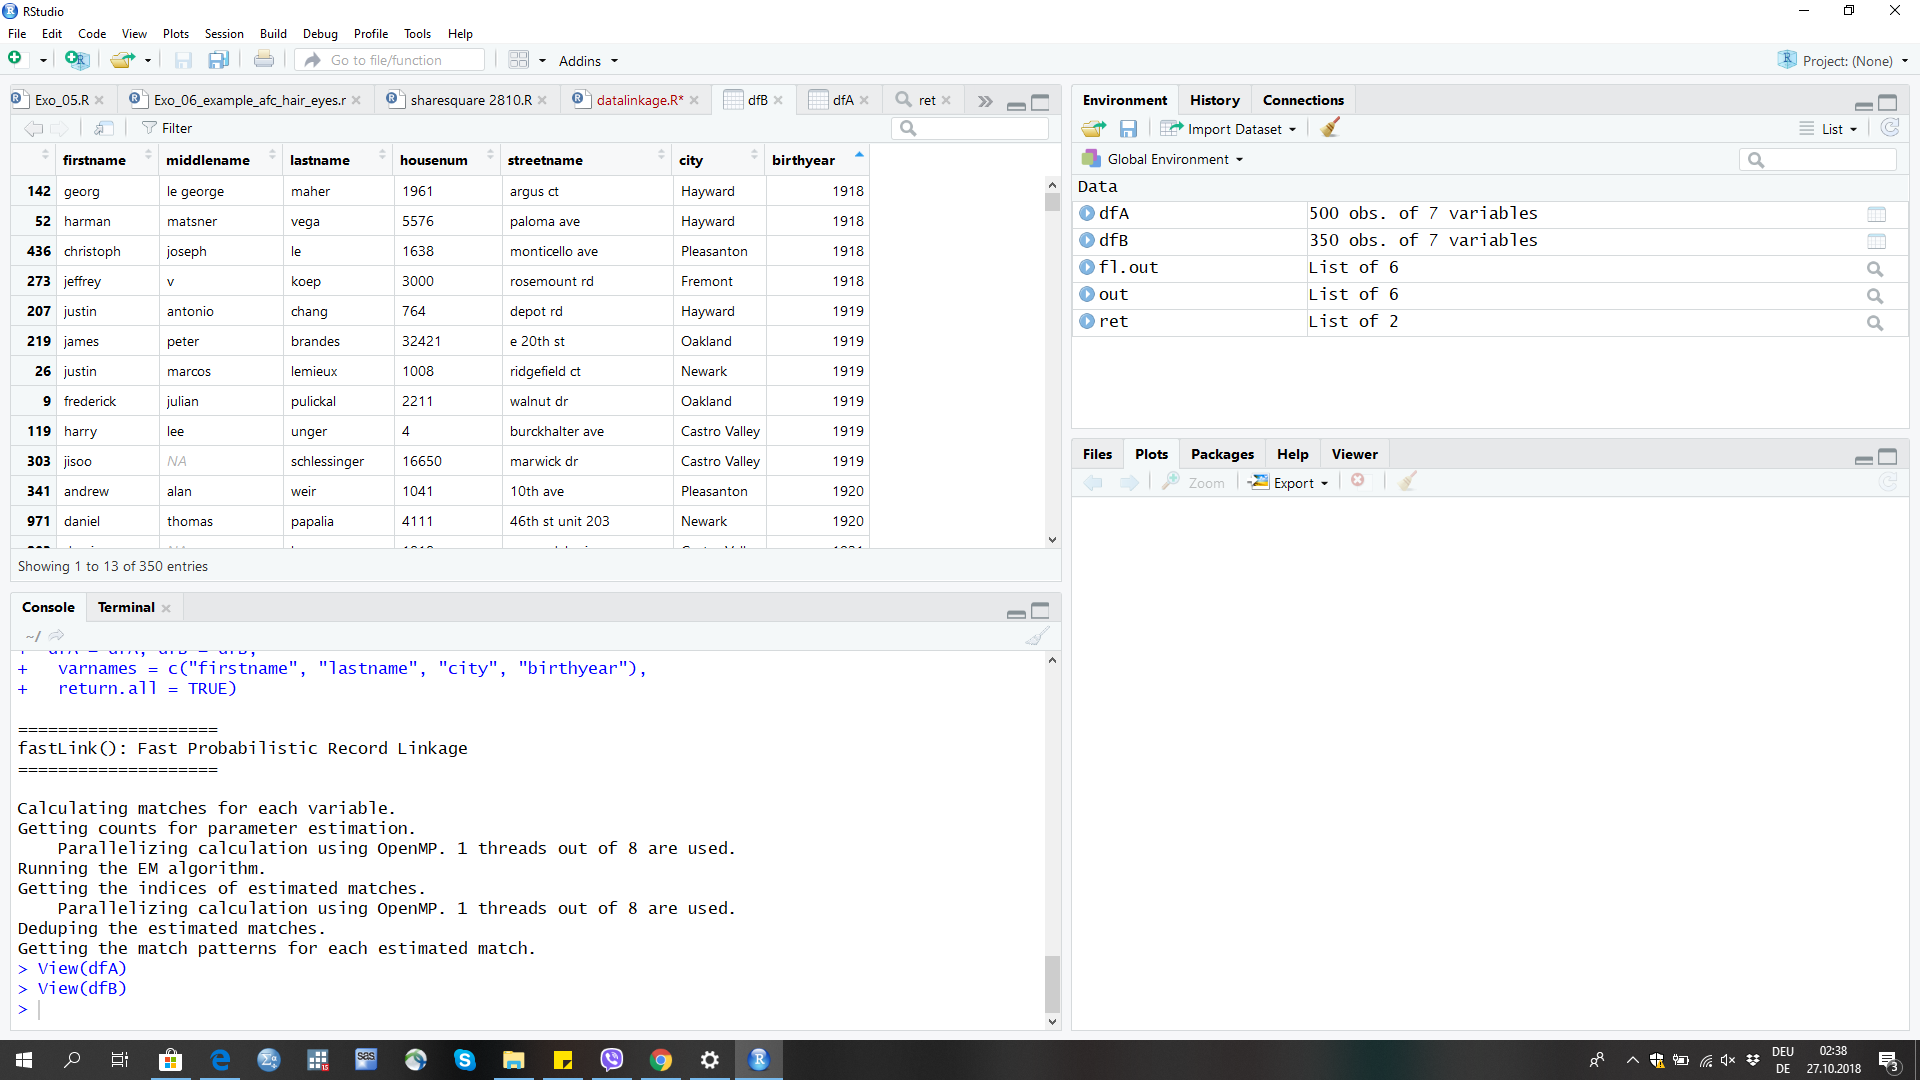 RStudio
File Edit Code View Plots Session Build Debug Profile Tools Help
Go to file/function Addins Project: (None)
Exo_05.R Exo_06_example_afc_hair_eyes.r sharesquare 2810.R datalinkage.R* dfB dfA ret
Filter
firstname middlename lastname housenum streetname city birthyear
142 georg le george maher 1961 argus ct Hayward 1918
52 harman matsner vega 5576 paloma ave Hayward 1918
436 christoph joseph le 1638 monticello ave Pleasanton 1918
273 jeffrey v koep 3000 rosemount rd Fremont 1918
207 justin antonio chang 764 depot rd Hayward 1919
219 james peter brandes 32421 e 20th st Oakland 1919
26 justin marcos lemieux 1008 ridgefield ct Newark 1919
9 frederick julian pulickal 2211 walnut dr Oakland 1919
119 harry lee unger 4 burckhalter ave Castro Valley 1919
303 jisoo NA schlessinger 16650 marwick dr Castro Valley 1919
341 andrew alan weir 1041 10th ave Pleasanton 1920
971 daniel thomas papalia 4111 46th st unit 203 Newark 1920
Showing 1 to 13 of 350 entries
Console Terminal
~/
+ dfA = dfA, dfB = dfB,
+ varnames = c("firstname", "lastname", "city", "birthyear"),
+ return.all = TRUE)
====================
fastLink(): Fast Probabilistic Record Linkage
====================
Calculating matches for each variable.
Getting counts for parameter estimation.
Parallelizing calculation using OpenMP. 1 threads out of 8 are used.
Running the EM algorithm.
Getting the indices of estimated matches.
Parallelizing calculation using OpenMP. 1 threads out of 8 are used.
Deduping the estimated matches.
Getting the match patterns for each estimated match.
> View(dfA)
> View(dfB)
>
Environment History Connections
Import Dataset List
Global Environment
Data
dfA 500 obs. of 7 variables
dfB 350 obs. of 7 variables
fl.out List of 6
out List of 6
ret List of 2
Files Plots Packages Help Viewer
Zoom Export
sas
DEU 02:38
DE 27.10.2018
3